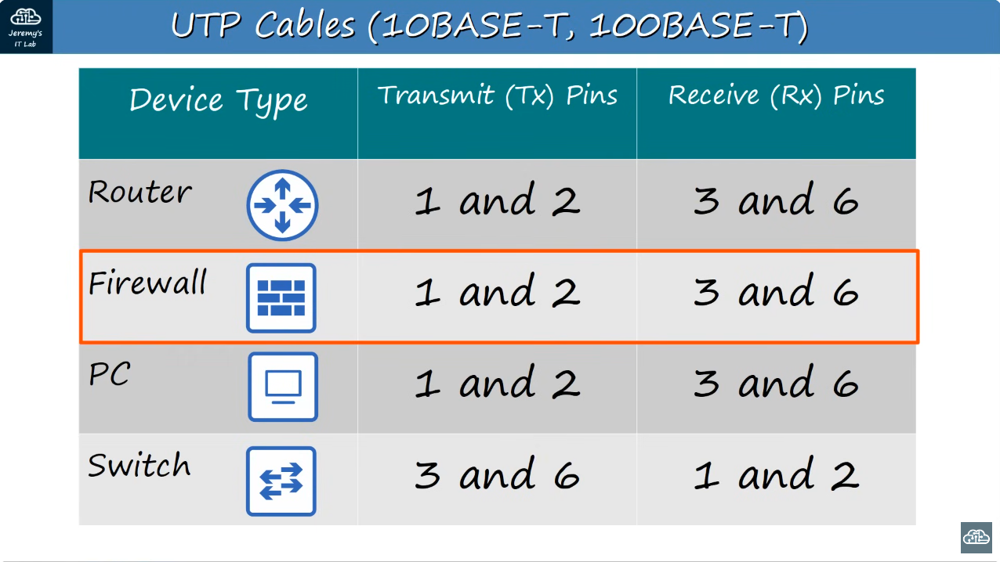 Jeremy's
IT Lab
UTP Cables (10BASE-T, 100BASE-T)
Device Type Transmit (Tx) Pins Receive (Rx) Pins
Router 1 and 2 3 and 6
Firewall 1 and 2 3 and 6
PC 1 and 2 3 and 6
Switch 3 and 6 1 and 2